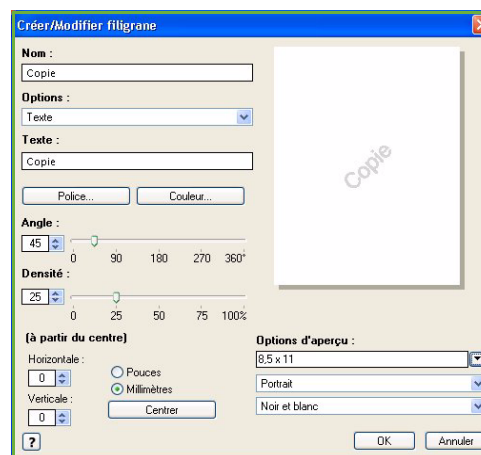 Créer/Modifier filigrane
Nom :
Copie
Options :
Texte
Texte :
Copie
Police...
Couleur...
Angle :
45
0 90 180 270 360°
Densité :
25
0 25 50 75 100%
(à partir du centre)
Horizontale :
0
Pouces
Millimètres
Verticale :
0
Centrer
Copie
Options d'aperçu :
8,5 x 11
Portrait
Noir et blanc
?
OK
Annuler